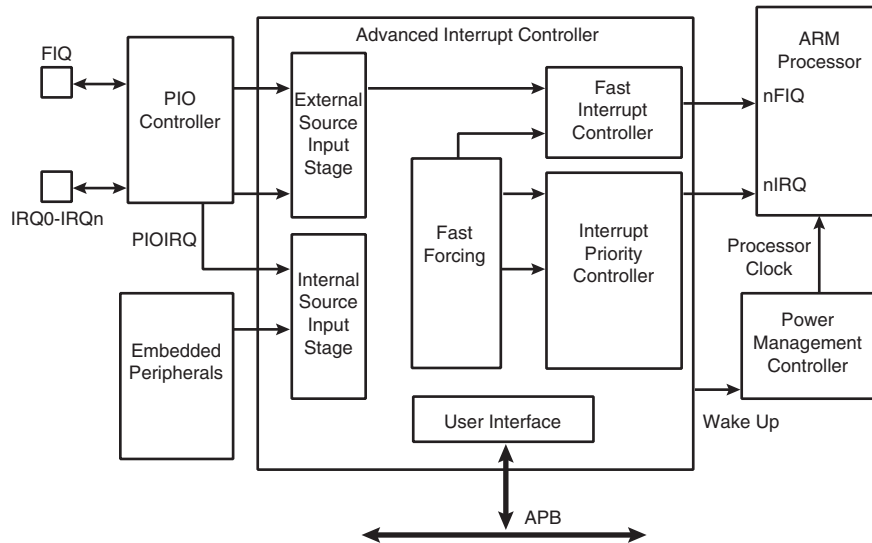 FIQ
IRQ0-IRQn
PIO
Controller
PIOIRQ
Embedded
Peripherals
Advanced Interrupt Controller
External
Source
Input
Stage
Internal
Source
Input
Stage
Fast
Forcing
Fast
Interrupt
Controller
Interrupt
Priority
Controller
User Interface
APB
ARM
Processor
nFIQ
nIRQ
Processor
Clock
Power
Management
Controller
Wake Up